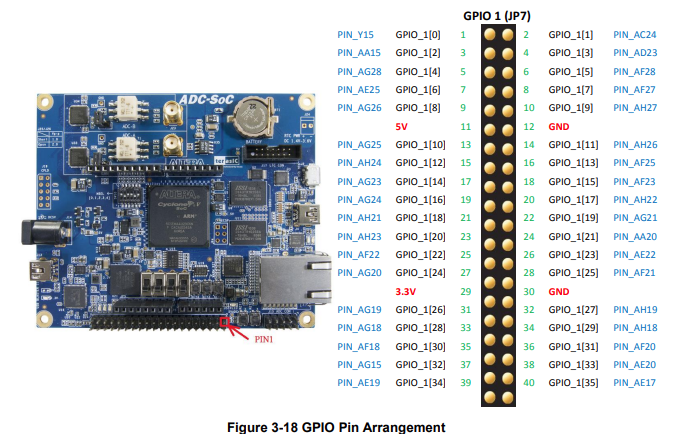 GPIO 1 (JP7)
PIN_Y15 GPIO_1[0] 1 2 GPIO_1[1] PIN_AC24
PIN_AA15 GPIO_1[2] 3 4 GPIO_1[3] PIN_AD23
PIN_AG28 GPIO_1[4] 5 6 GPIO_1[5] PIN_AF28
PIN_AE25 GPIO_1[6] 7 8 GPIO_1[7] PIN_AF27
PIN_AG26 GPIO_1[8] 9 10 GPIO_1[9] PIN_AH27
5V 11 12 GND
PIN_AG25 GPIO_1[10] 13 14 GPIO_1[11] PIN_AH26
PIN_AH24 GPIO_1[12] 15 16 GPIO_1[13] PIN_AF25
PIN_AG23 GPIO_1[14] 17 18 GPIO_1[15] PIN_AF23
PIN_AG24 GPIO_1[16] 19 20 GPIO_1[17] PIN_AH22
PIN_AH21 GPIO_1[18] 21 22 GPIO_1[19] PIN_AG21
PIN_AH23 GPIO_1[20] 23 24 GPIO_1[21] PIN_AA20
PIN_AF22 GPIO_1[22] 25 26 GPIO_1[23] PIN_AE22
PIN_AG20 GPIO_1[24] 27 28 GPIO_1[25] PIN_AF21
3.3V 29 30 GND
PIN_AG19 GPIO_1[26] 31 32 GPIO_1[27] PIN_AH19
PIN_AG18 GPIO_1[28] 33 34 GPIO_1[29] PIN_AH18
PIN_AF18 GPIO_1[30] 35 36 GPIO_1[31] PIN_AF20
PIN_AG15 GPIO_1[32] 37 38 GPIO_1[33] PIN_AE20
PIN_AE19 GPIO_1[34] 39 40 GPIO_1[35] PIN_AE17
ADC-SoC
ADC-B
BATTERY
terasIC
ALTERA
Cyclone V
SoC
ARM
PIN1
Figure 3-18 GPIO Pin Arrangement